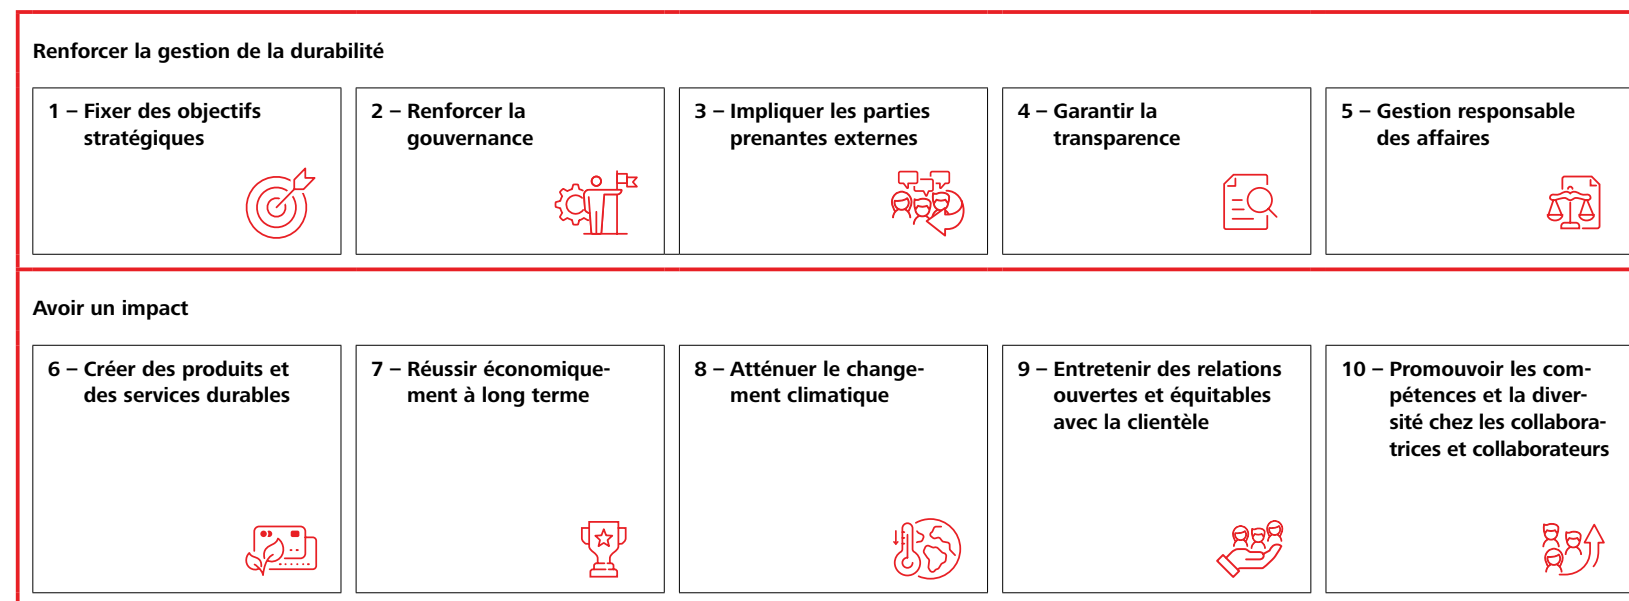 Renforcer la gestion de la durabilité
1 – Fixer des objectifs
stratégiques
2 – Renforcer la
gouvernance
3 – Impliquer les parties
prenantes externes
4 – Garantir la
transparence
5 – Gestion responsable
des affaires
Avoir un impact
6 – Créer des produits et
des services durables
7 – Réussir économique-
ment à long terme
8 – Atténuer le change-
ment climatique
9 – Entretenir des relations
ouvertes et équitables
avec la clientèle
10 – Promouvoir les com-
pétences et la diver-
sité chez les collabora-
trices et collaborateurs